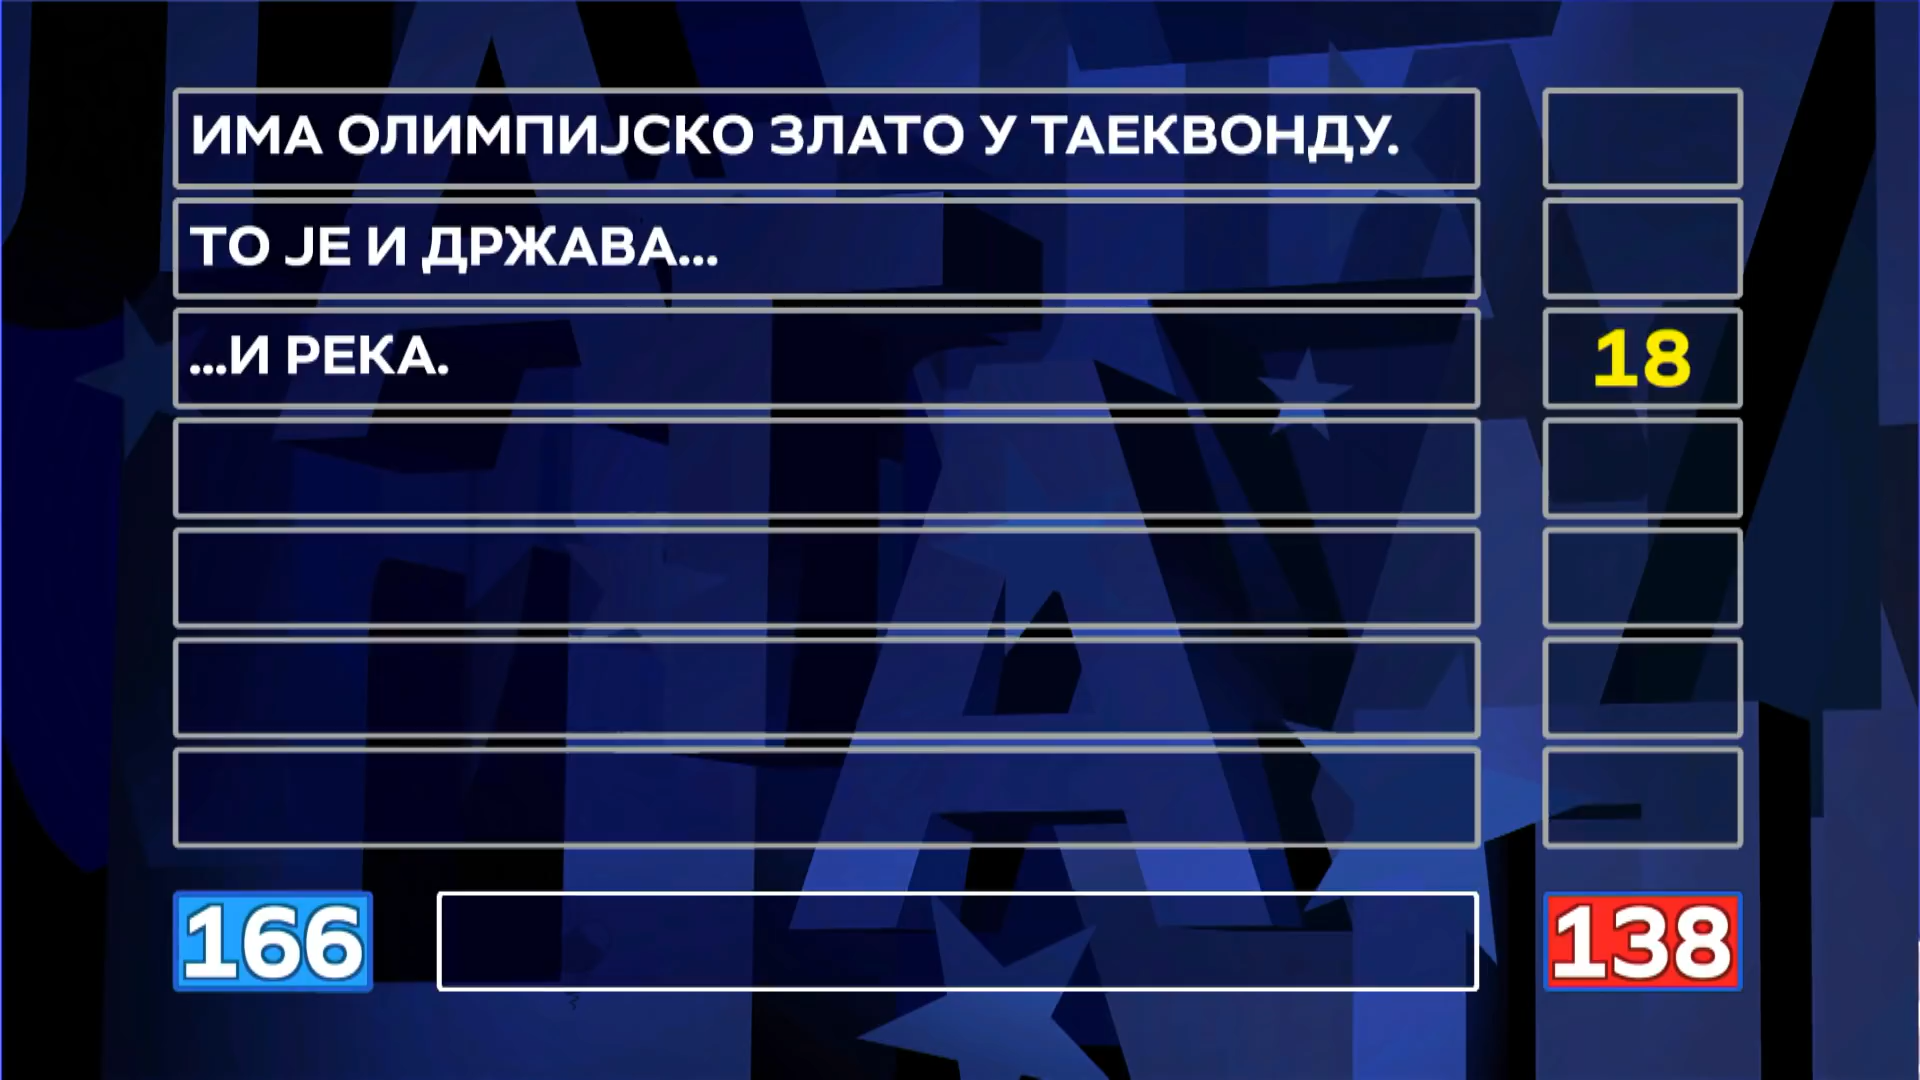 ИМА ОЛИМПИЈСКО ЗЛАТО У ТАЕКВОНДУ.
ТО ЈЕ И ДРЖАВА...
...И РЕКА.
18
166
138